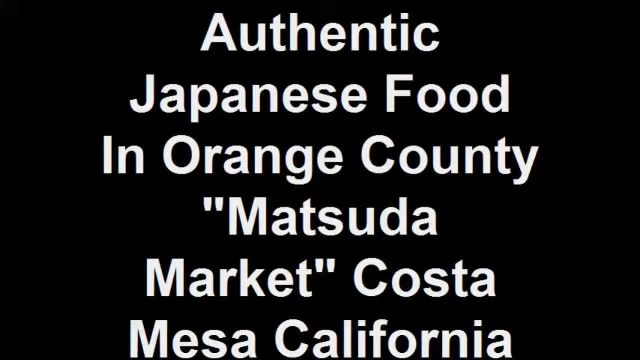 Authentic
Japanese Food
In Orange County
"Matsuda
Market" Costa
Mesa California